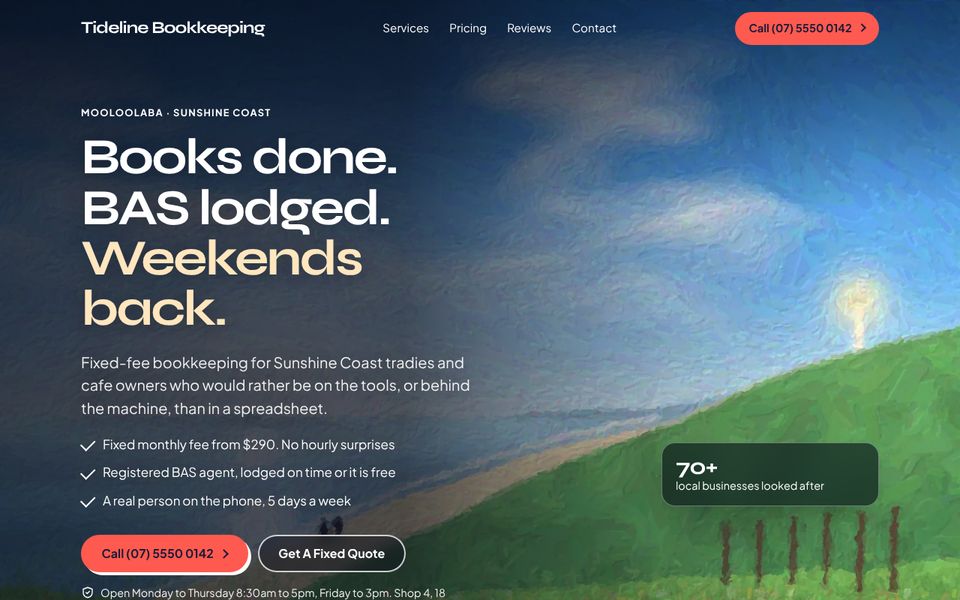 Tideline Bookkeeping
Services
Pricing
Reviews
Contact
Call (07) 5550 0142
MOOLOOLABA · SUNSHINE COAST
Books done.
BAS lodged.
Weekends
back.
Fixed-fee bookkeeping for Sunshine Coast tradies and
cafe owners who would rather be on the tools, or behind
the machine, than in a spreadsheet.
Fixed monthly fee from $290. No hourly surprises
Registered BAS agent, lodged on time or it is free
A real person on the phone, 5 days a week
70+
local businesses looked after
Call (07) 5550 0142
Get A Fixed Quote
Open Monday to Thursday 8:30am to 5pm, Friday to 3pm. Shop 4, 18